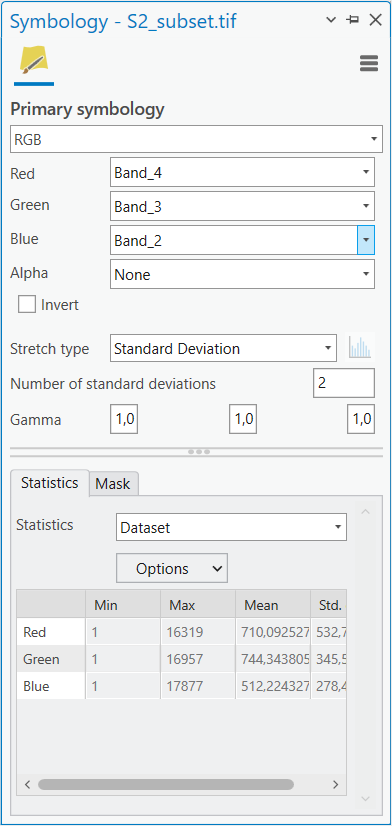 Symbology - S2_subset.tif
Primary symbology
RGB
Red Band_4
Green Band_3
Blue Band_2
Alpha None
Invert
Stretch type Standard Deviation
Number of standard deviations 2
Gamma 1,0 1,0 1,0
Statistics Mask
Statistics Dataset
Options
Min Max Mean Std.
Red 1 16319 710,092527 532,7
Green 1 16957 744,343805 345,5
Blue 1 17877 512,224327 278,4